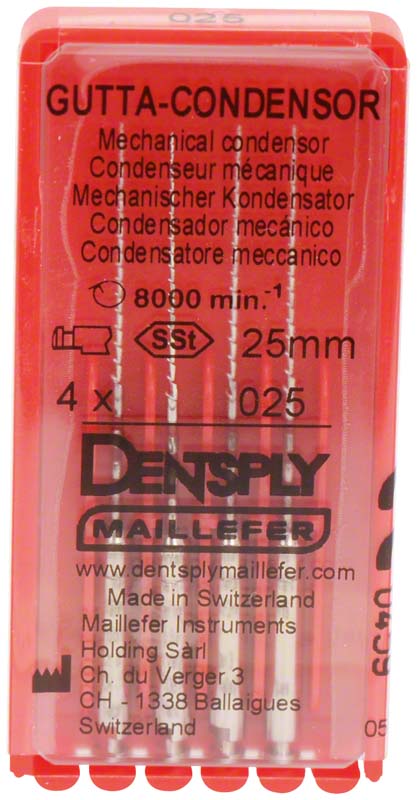 025
GUTTA-CONDENSOR
Mechanical condensor
Condenseur mécanique
Mechanischer Kondensator
Condensador mecánico
Condensatore meccanico
8000 min.-1
SSt 25mm
4 x 025
DENTSPLY
MAILLEFER
www.dentsplymaillefer.com
Made in Switzerland
Maillefer Instruments
Holding Sàrl
Ch. du Verger 3
CH - 1338 Ballaigues
Switzerland
0459
05